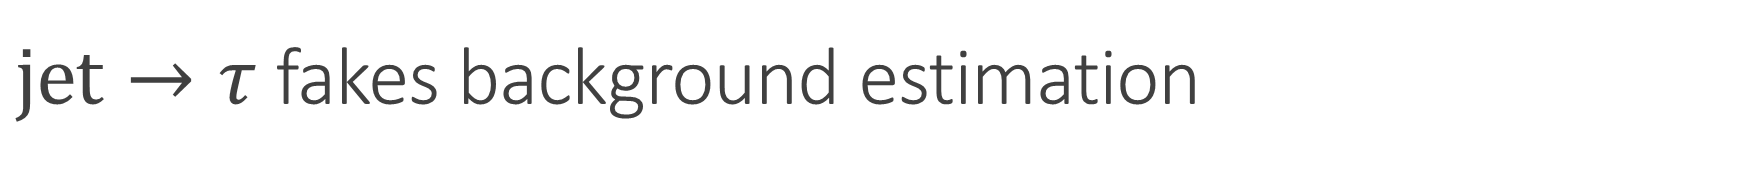 jet → τ fakes background estimation